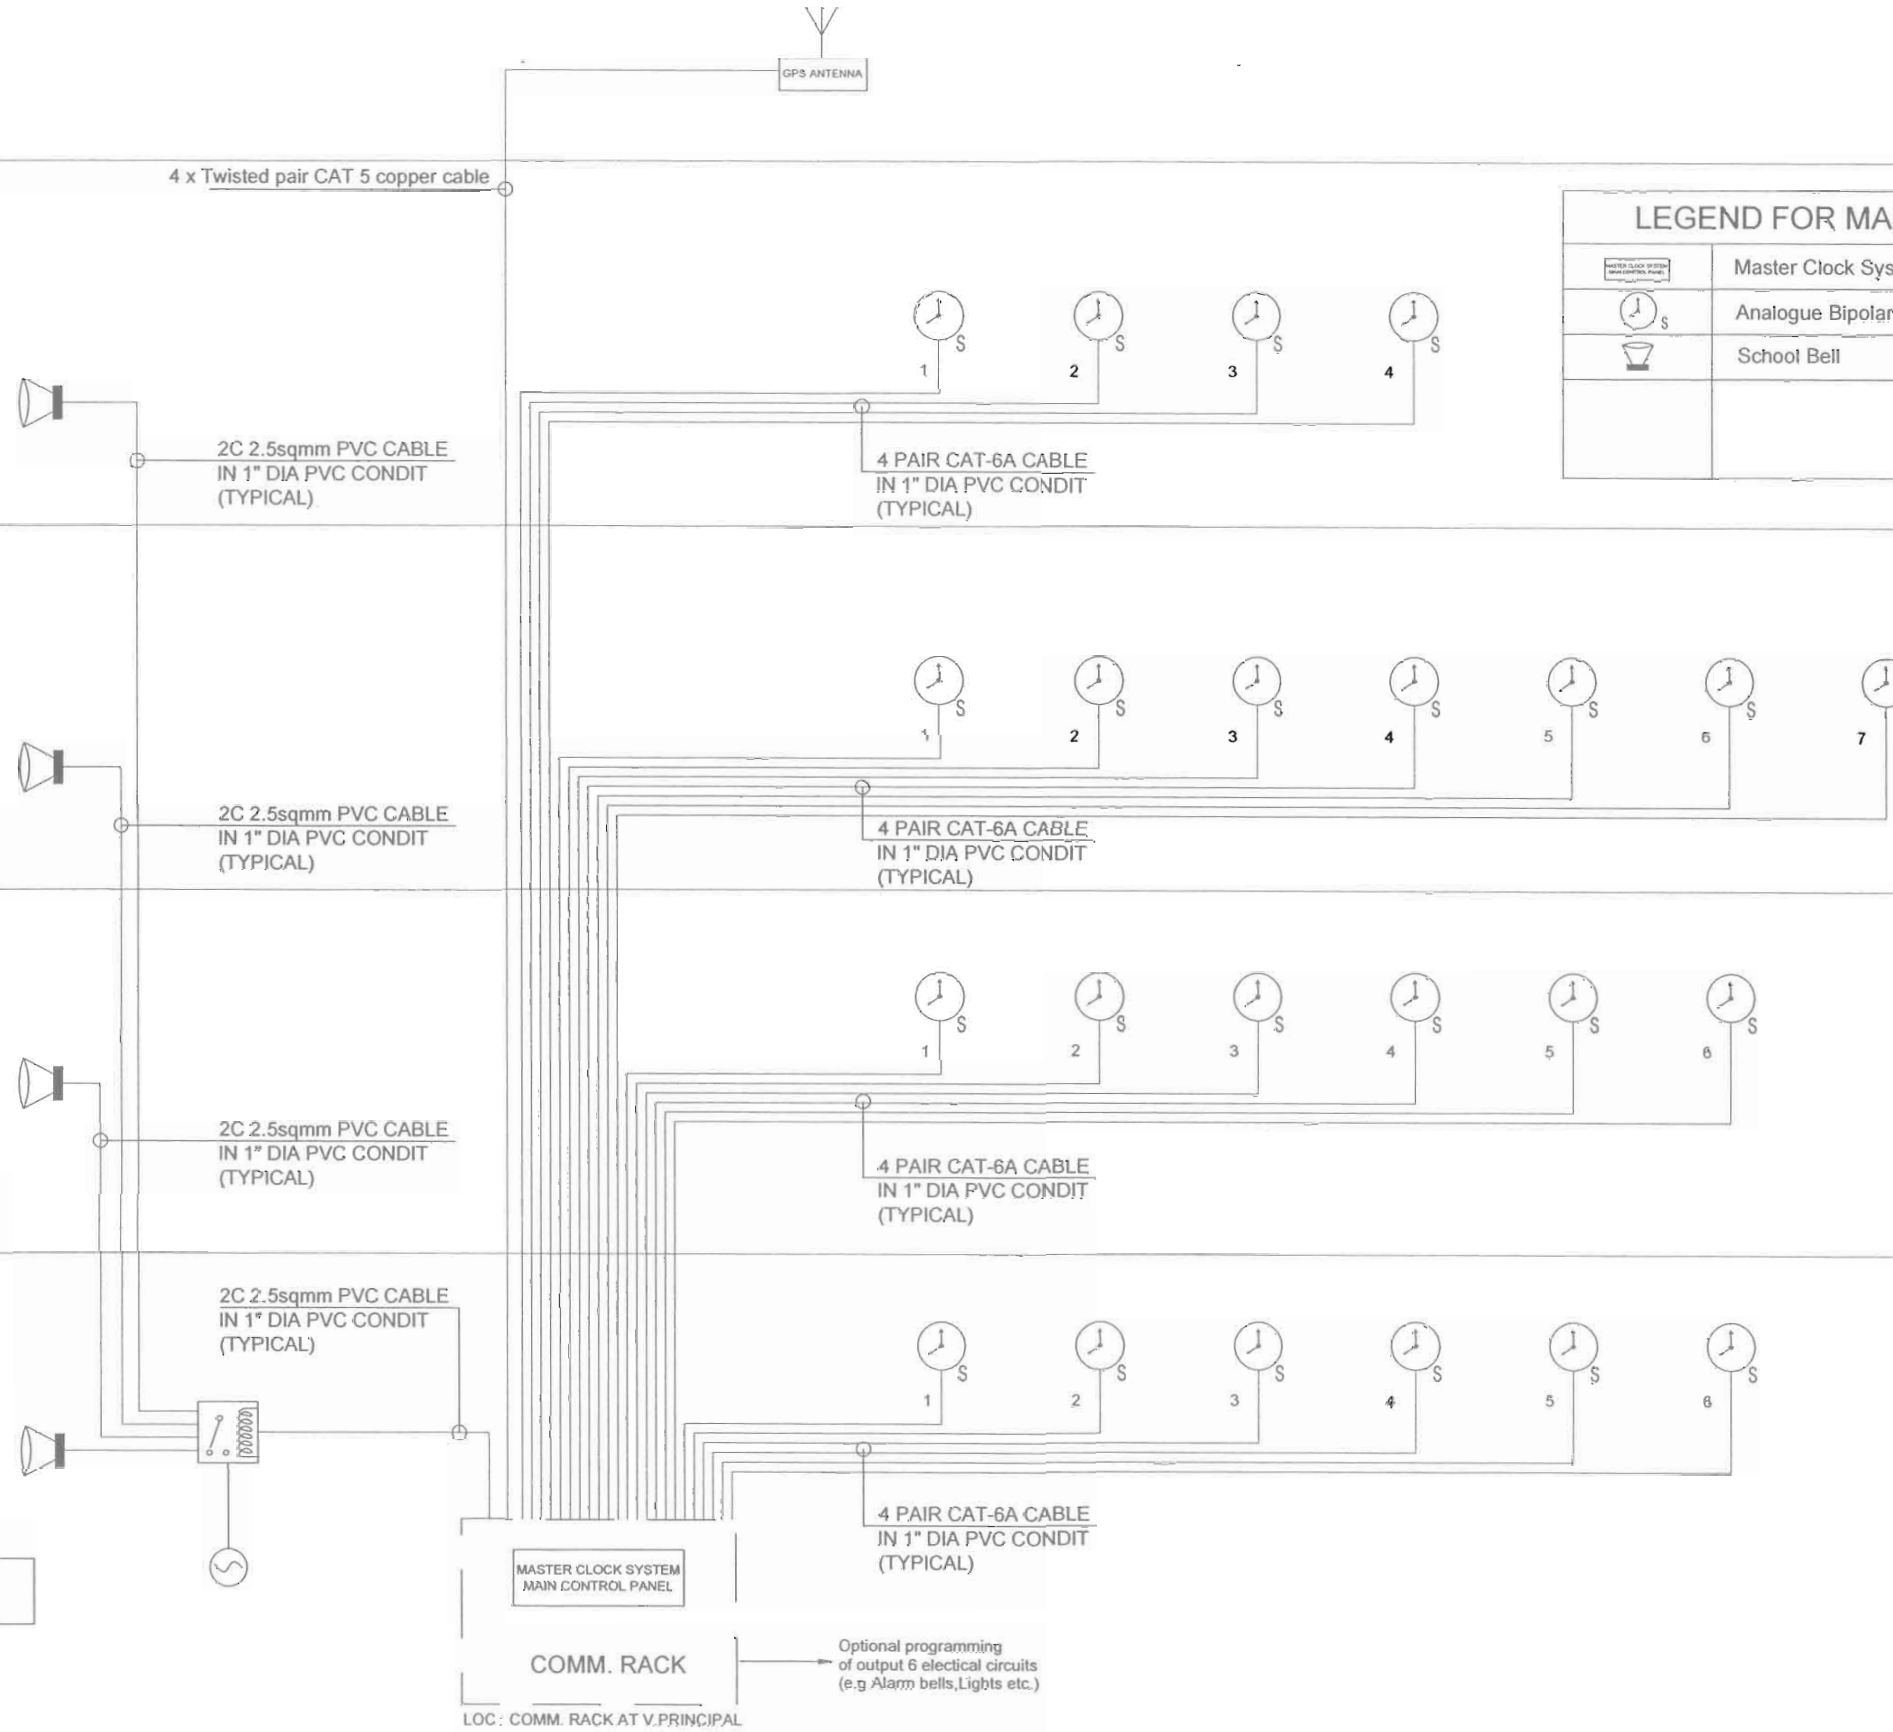 GPS ANTENNA
4 x Twisted pair CAT 5 copper cable
LEGEND FOR MA
MASTER CLOCK SYSTEM
MAIN CONTROL PANEL
Master Clock Sys
S
Analogue Bipolar
School Bell
S S S S
1 2 3 4
2C 2.5sqmm PVC CABLE
IN 1" DIA PVC CONDIT
(TYPICAL)
4 PAIR CAT-6A CABLE
IN 1" DIA PVC CONDIT
(TYPICAL)
S S S S S S
1 2 3 4 5 6 7
2C 2.5sqmm PVC CABLE
IN 1" DIA PVC CONDIT
(TYPICAL)
4 PAIR CAT-6A CABLE
IN 1" DIA PVC CONDIT
(TYPICAL)
S S S S S S
1 2 3 4 5 6
2C 2.5sqmm PVC CABLE
IN 1" DIA PVC CONDIT
(TYPICAL)
4 PAIR CAT-6A CABLE
IN 1" DIA PVC CONDIT
(TYPICAL)
2C 2.5sqmm PVC CABLE
IN 1" DIA PVC CONDIT
(TYPICAL)
S S S S S S
1 2 3 4 5 6
4 PAIR CAT-6A CABLE
IN 1" DIA PVC CONDIT
(TYPICAL)
MASTER CLOCK SYSTEM
MAIN CONTROL PANEL
COMM. RACK
Optional programming
of output 6 electical circuits
(e.g Alarm bells,Lights etc.)
LOC : COMM. RACK AT V.PRINCIPAL